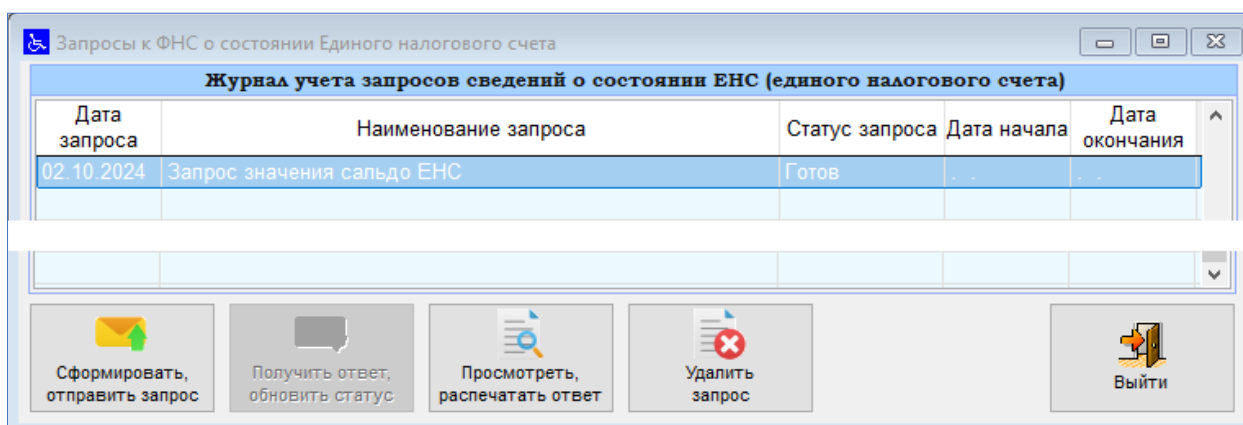 Запросы к ФНС о состоянии Единого налогового счета
Журнал учета запросов сведений о состоянии ЕНС (единого налогового счета)
Дата запроса Наименование запроса Статус запроса Дата начала Дата окончания
02.10.2024 Запрос значения сальдо ЕНС Готов . . . .
Сформировать, отправить запрос
Получить ответ, обновить статус
Просмотреть, распечатать ответ
Удалить запрос
Выйти